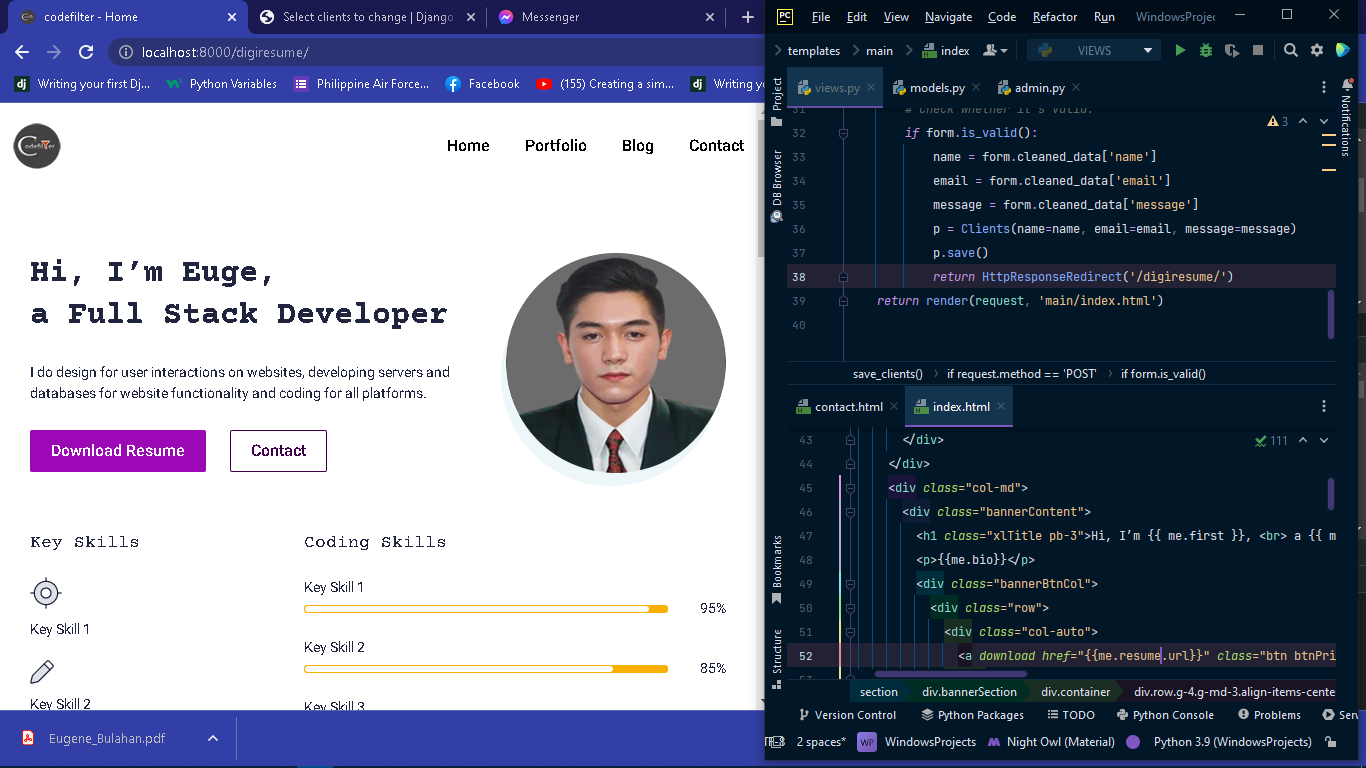 codefilter - Home
Select clients to change | Django
Messenger
localhost:8000/digiresume/
Writing your first Dj...
Python Variables
Philippine Air Force...
Facebook
(155) Creating a sim...
Writing yo
Codefilter
Home
Portfolio
Blog
Contact
Hi, I’m Euge,
a Full Stack Developer
I do design for user interactions on websites, developing servers and
databases for website functionality and coding for all platforms.
Download Resume
Contact
Key Skills
Key Skill 1
Key Skill 2
Coding Skills
Key Skill 1
95%
Key Skill 2
85%
Key Skill 3
Eugene_Bulahan.pdf
PC
File
Edit
View
Navigate
Code
Refactor
Run
WindowsProjec
templates
main
index
VIEWS
views.py
models.py
admin.py
Project
DB Browser
Bookmarks
Structure
Notifications
3
31 # check whether it's valid:
32 if form.is_valid():
33 name = form.cleaned_data['name']
34 email = form.cleaned_data['email']
35 message = form.cleaned_data['message']
36 p = Clients(name=name, email=email, message=message)
37 p.save()
38 return HttpResponseRedirect('/digiresume/')
39 return render(request, 'main/index.html')
40
save_clients()
if request.method == 'POST'
if form.is_valid()
contact.html
index.html
111
43 </div>
44 </div>
45 <div class="col-md">
46 <div class="bannerContent">
47 <h1 class="xlTitle pb-3">Hi, I’m {{ me.first }}, <br> a {{ m
48 <p>{{me.bio}}</p>
49 <div class="bannerBtnCol">
50 <div class="row">
51 <div class="col-auto">
52 <a download href="{{me.resume.url}}" class="btn btnPri
section
div.bannerSection
div.container
div.row.g-4.g-md-3.align-items-cente
Version Control
Python Packages
TODO
Python Console
Problems
Serv
2 spaces*
WP
WindowsProjects
Night Owl (Material)
Python 3.9 (WindowsProjects)